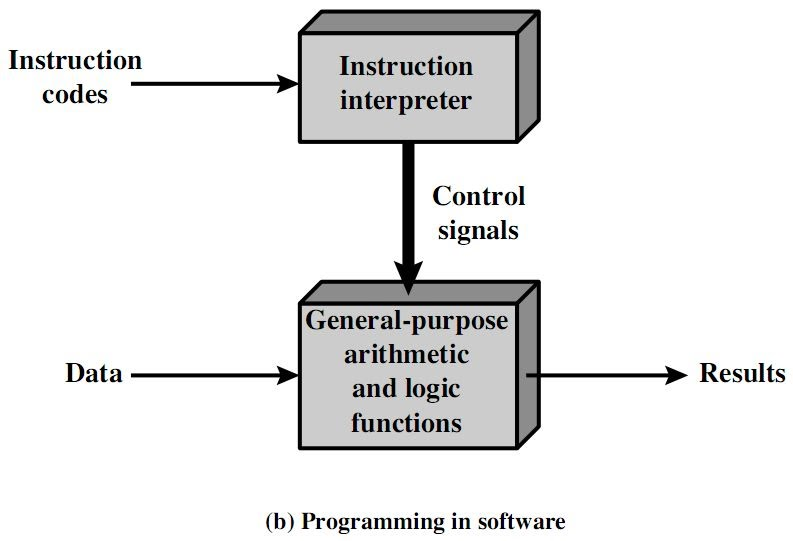 Instruction
codes
Instruction
interpreter
Control
signals
General-purpose
arithmetic
and logic
functions
Data
Results
(b) Programming in software